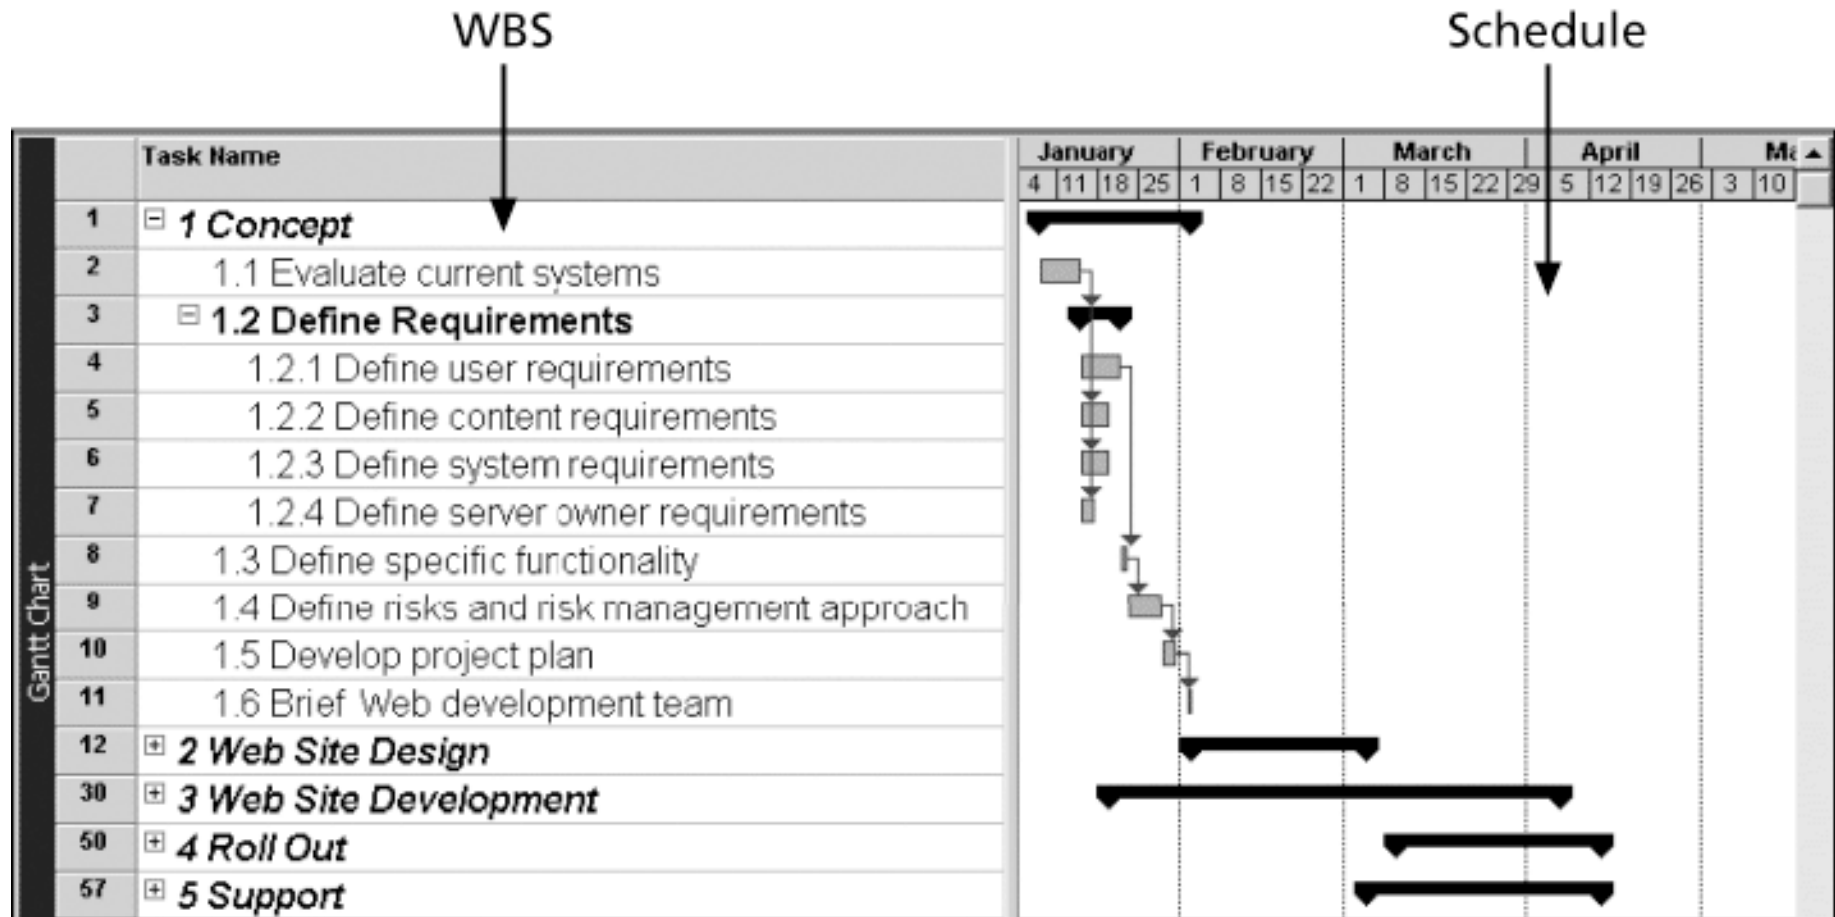 WBS Schedule
Task Name January February March April
4 11 18 25 1 8 15 22 1 8 15 22 29 5 12 19 26 3 10
1 1 Concept
2 1.1 Evaluate current systems
3 1.2 Define Requirements
4 1.2.1 Define user requirements
5 1.2.2 Define content requirements
6 1.2.3 Define system requirements
7 1.2.4 Define server owner requirements
8 1.3 Define specific functionality
9 1.4 Define risks and risk management approach
10 1.5 Develop project plan
11 1.6 Brief Web development team
12 2 Web Site Design
30 3 Web Site Development
50 4 Roll Out
57 5 Support
Gantt Chart